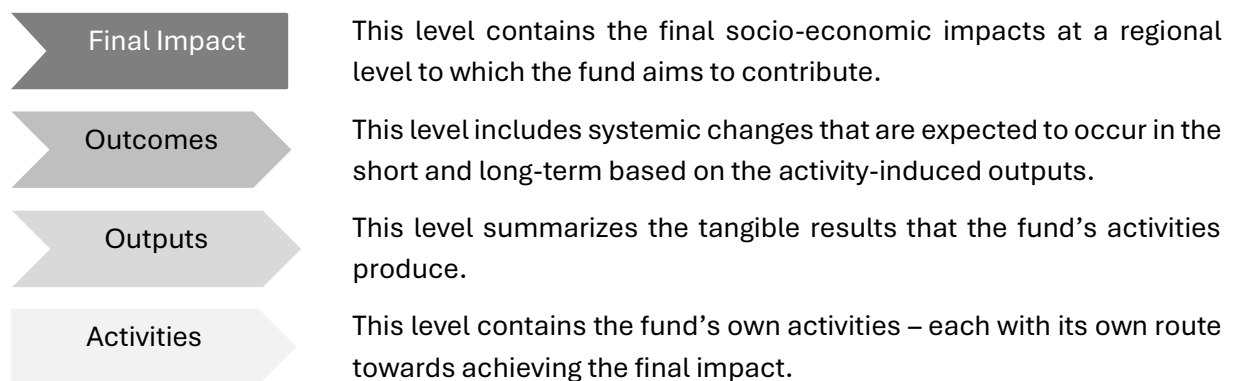 Final Impact
This level contains the final socio-economic impacts at a regional
level to which the fund aims to contribute.
Outcomes
This level includes systemic changes that are expected to occur in the
short and long-term based on the activity-induced outputs.
Outputs
This level summarizes the tangible results that the fund’s activities
produce.
Activities
This level contains the fund’s own activities – each with its own route
towards achieving the final impact.